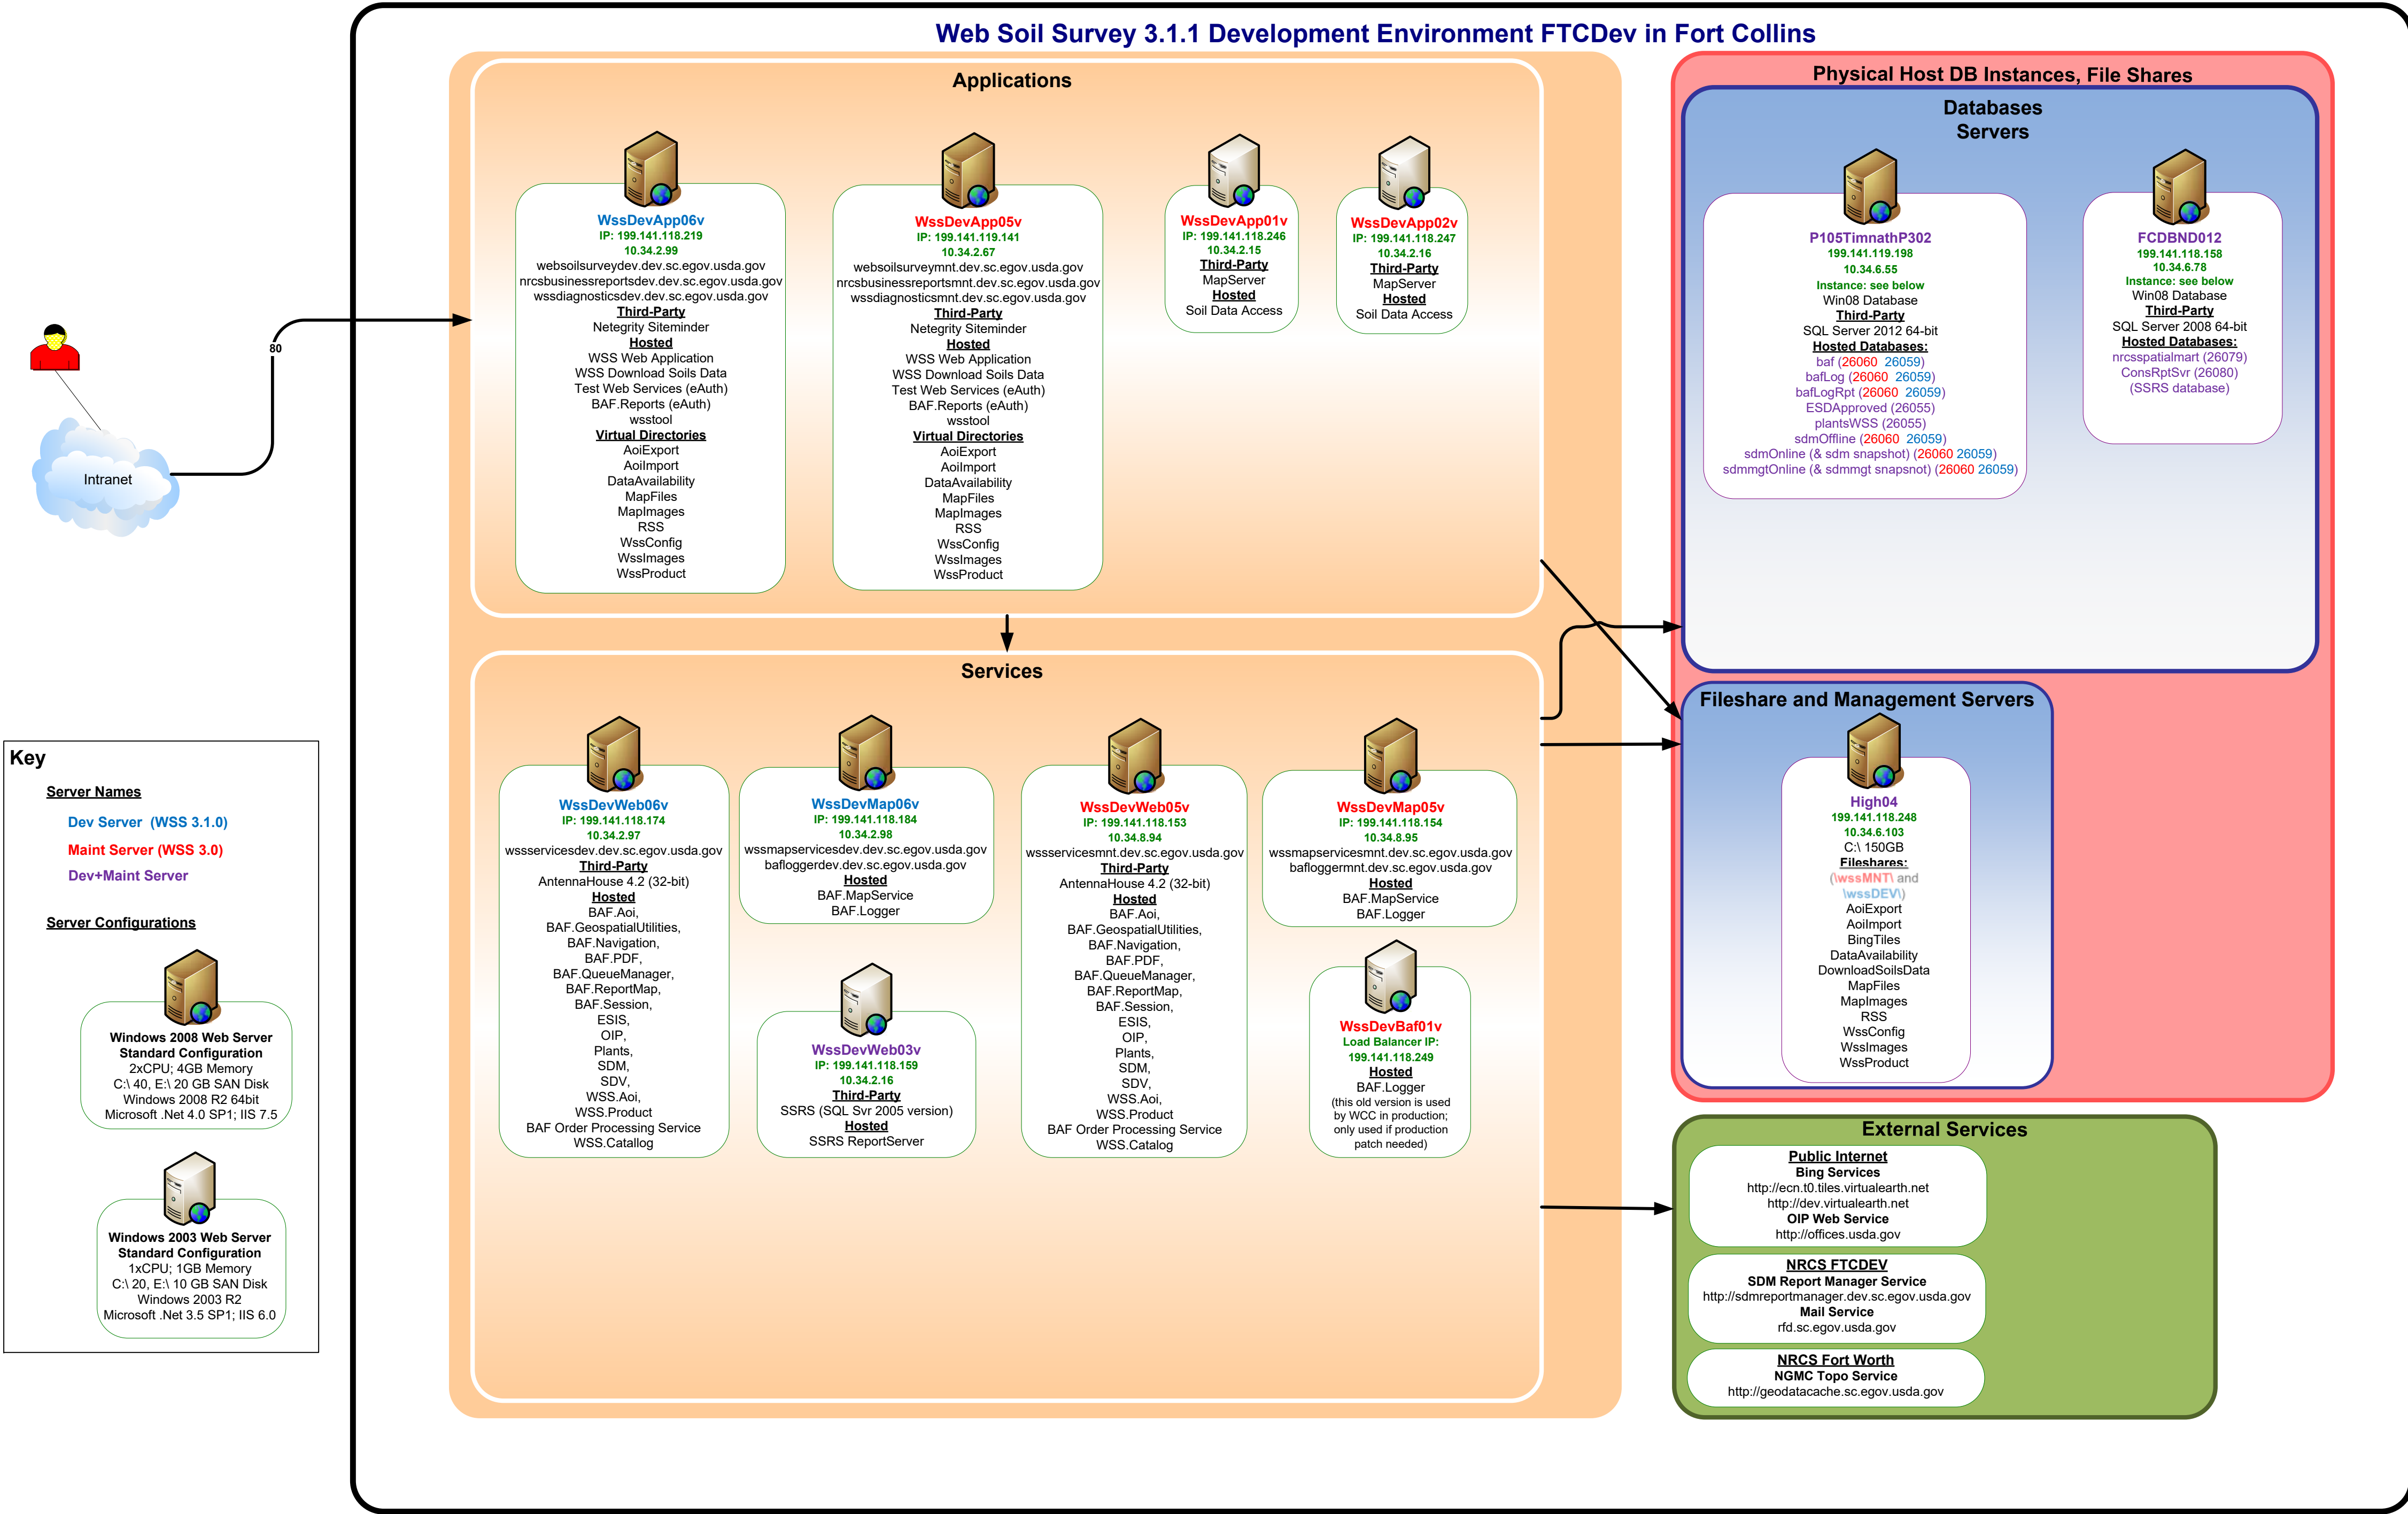 Web Soil Survey 3.1.1 Development Environment FTCDev in Fort Collins
Applications
WssDevApp06v
IP: 199.141.118.219
10.34.2.99
websoilsurveydev.dev.sc.egov.usda.gov
nrcsbusinessreportsdev.dev.sc.egov.usda.gov
wssdiagnosticsdev.dev.sc.egov.usda.gov
Third-Party
Netegrity Siteminder
Hosted
WSS Web Application
WSS Download Soils Data
Test Web Services (eAuth)
BAF.Reports (eAuth)
wsstool
Virtual Directories
AoiExport
AoiImport
DataAvailability
MapFiles
MapImages
RSS
WssConfig
WssImages
WssProduct
WssDevApp05v
IP: 199.141.119.141
10.34.2.67
websoilsurveymnt.dev.sc.egov.usda.gov
nrcsbusinessreportsmnt.dev.sc.egov.usda.gov
wssdiagnosticsmnt.dev.sc.egov.usda.gov
Third-Party
Netegrity Siteminder
Hosted
WSS Web Application
WSS Download Soils Data
Test Web Services (eAuth)
BAF.Reports (eAuth)
wsstool
Virtual Directories
AoiExport
AoiImport
DataAvailability
MapFiles
MapImages
RSS
WssConfig
WssImages
WssProduct
WssDevApp01v
IP: 199.141.118.246
10.34.2.15
Third-Party
MapServer
Hosted
Soil Data Access
WssDevApp02v
IP: 199.141.118.247
10.34.2.16
Third-Party
MapServer
Hosted
Soil Data Access
80
Intranet
Services
WssDevWeb06v
IP: 199.141.118.174
10.34.2.97
wssservicesdev.dev.sc.egov.usda.gov
Third-Party
AntennaHouse 4.2 (32-bit)
Hosted
BAF.Aoi,
BAF.GeospatialUtilities,
BAF.Navigation,
BAF.PDF,
BAF.QueueManager,
BAF.ReportMap,
BAF.Session,
ESIS,
OIP,
Plants,
SDM,
SDV,
WSS.Aoi,
WSS.Product
BAF Order Processing Service
WSS.Catallog
WssDevMap06v
IP: 199.141.118.184
10.34.2.98
wssmapservicesdev.dev.sc.egov.usda.gov
bafloggerdev.dev.sc.egov.usda.gov
Hosted
BAF.MapService
BAF.Logger
WssDevWeb03v
IP: 199.141.118.159
10.34.2.16
Third-Party
SSRS (SQL Svr 2005 version)
Hosted
SSRS ReportServer
WssDevWeb05v
IP: 199.141.118.153
10.34.8.94
wssservicesmnt.dev.sc.egov.usda.gov
Third-Party
AntennaHouse 4.2 (32-bit)
Hosted
BAF.Aoi,
BAF.GeospatialUtilities,
BAF.Navigation,
BAF.PDF,
BAF.QueueManager,
BAF.ReportMap,
BAF.Session,
ESIS,
OIP,
Plants,
SDM,
SDV,
WSS.Aoi,
WSS.Product
BAF Order Processing Service
WSS.Catalog
WssDevMap05v
IP: 199.141.118.154
10.34.8.95
wssmapservicesmnt.dev.sc.egov.usda.gov
bafloggermnt.dev.sc.egov.usda.gov
Hosted
BAF.MapService
BAF.Logger
WssDevBaf01v
Load Balancer IP:
199.141.118.249
Hosted
BAF.Logger
(this old version is used
by WCC in production;
only used if production
patch needed)
Physical Host DB Instances, File Shares
Databases
Servers
P105TimnathP302
199.141.119.198
10.34.6.55
Instance: see below
Win08 Database
Third-Party
SQL Server 2012 64-bit
Hosted Databases:
baf (26060 26059)
bafLog (26060 26059)
bafLogRpt (26060 26059)
ESDApproved (26055)
plantsWSS (26055)
sdmOffline (26060 26059)
sdmOnline (& sdm snapshot) (26060 26059)
sdmmgtOnline (& sdmmgt snapsnot) (26060 26059)
FCDBND012
199.141.118.158
10.34.6.78
Instance: see below
Win08 Database
Third-Party
SQL Server 2008 64-bit
Hosted Databases:
nrcsspatialmart (26079)
ConsRptSvr (26080)
(SSRS database)
Fileshare and Management Servers
High04
199.141.118.248
10.34.6.103
C:\ 150GB
Fileshares:
(\wssMNT\ and
\wssDEV\)
AoiExport
AoiImport
BingTiles
DataAvailability
DownloadSoilsData
MapFiles
MapImages
RSS
WssConfig
WssImages
WssProduct
External Services
Public Internet
Bing Services
http://ecn.t0.tiles.virtualearth.net
http://dev.virtualearth.net
OIP Web Service
http://offices.usda.gov
NRCS FTCDEV
SDM Report Manager Service
http://sdmreportmanager.dev.sc.egov.usda.gov
Mail Service
rfd.sc.egov.usda.gov
NRCS Fort Worth
NGMC Topo Service
http://geodatacache.sc.egov.usda.gov
Key
Server Names
Dev Server (WSS 3.1.0)
Maint Server (WSS 3.0)
Dev+Maint Server
Server Configurations
Windows 2008 Web Server
Standard Configuration
2xCPU; 4GB Memory
C:\ 40, E:\ 20 GB SAN Disk
Windows 2008 R2 64bit
Microsoft .Net 4.0 SP1; IIS 7.5
Windows 2003 Web Server
Standard Configuration
1xCPU; 1GB Memory
C:\ 20, E:\ 10 GB SAN Disk
Windows 2003 R2
Microsoft .Net 3.5 SP1; IIS 6.0